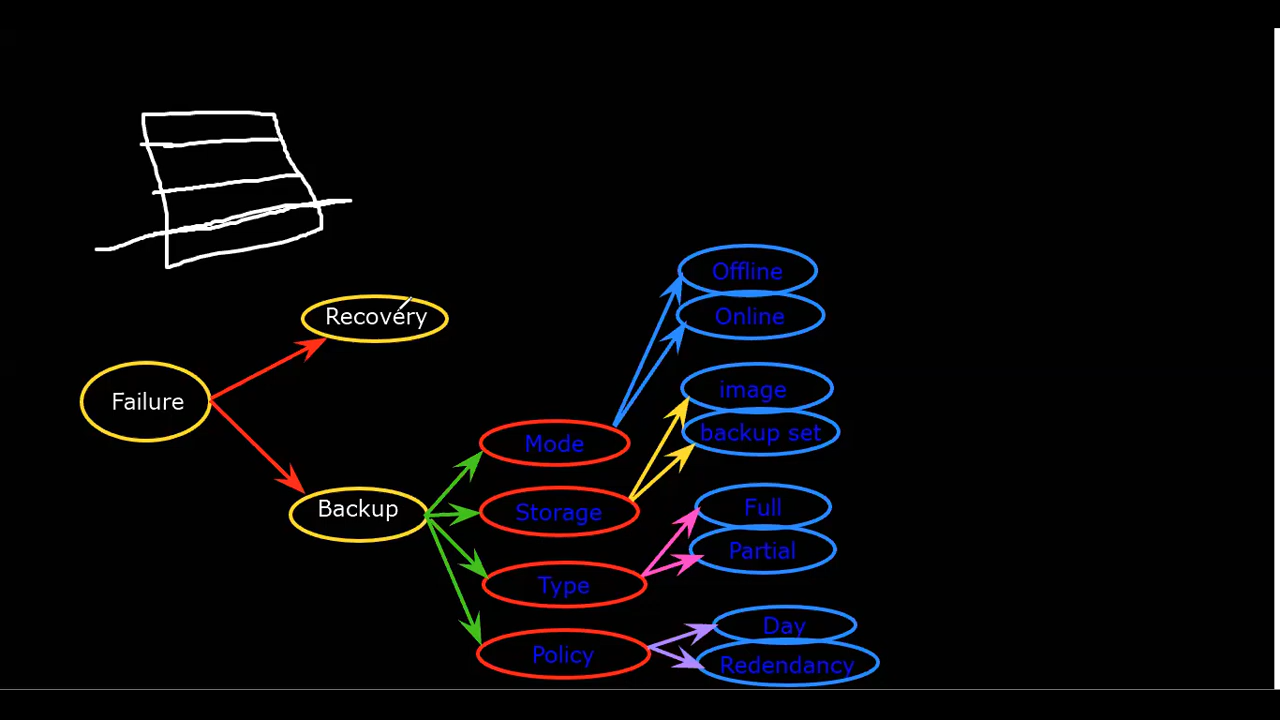 Recovery
Failure
Backup
Mode
Storage
Type
Policy
Offline
Online
image
backup set
Full
Partial
Day
Redendancy